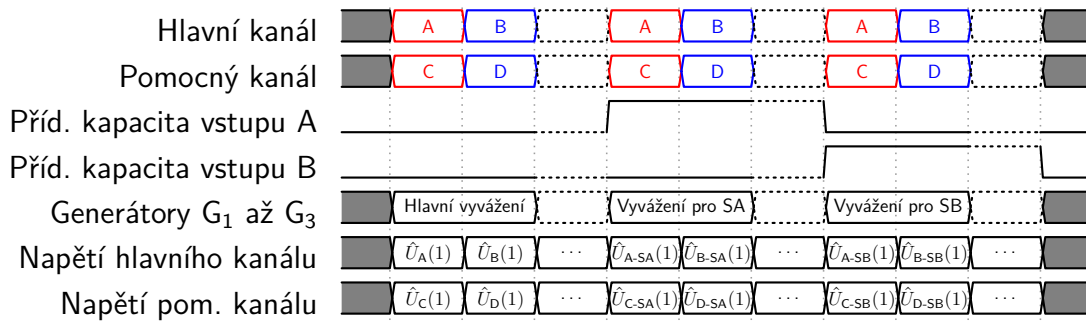 Hlavní kanál A B A B A B
Pomocný kanál C D C D C D
Příd. kapacita vstupu A
Příd. kapacita vstupu B
Generátory G₁ až G₃ Hlavní vyvážení Vyvážení pro SA Vyvážení pro SB
Napětí hlavního kanálu Û_A(1) Û_B(1) ··· Û_A-SA(1) Û_B-SA(1) ··· Û_A-SB(1) Û_B-SB(1) ···
Napětí pom. kanálu Û_C(1) Û_D(1) ··· Û_C-SA(1) Û_D-SA(1) ··· Û_C-SB(1) Û_D-SB(1) ···